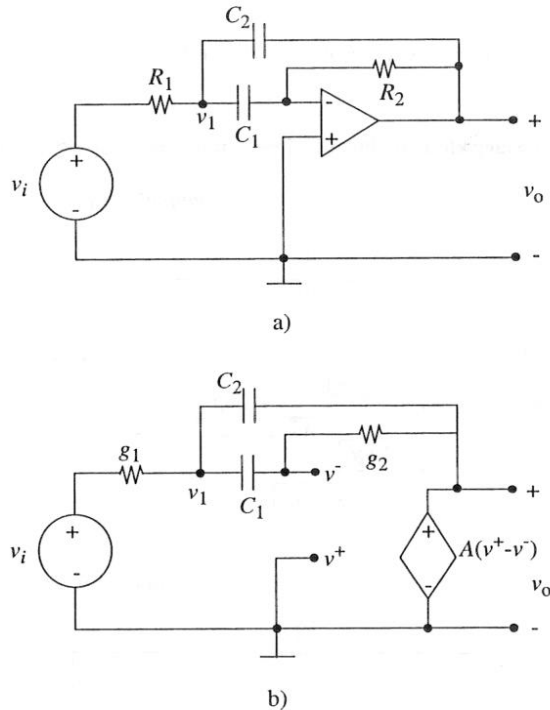 C2
R1
R2
v1
C1
-
+
+
vi
+
-
vo
-
a)
C2
g1
g2
v1
C1
v-
+
vi
+
-
v+
+
-
A(v+-v-)
vo
-
b)